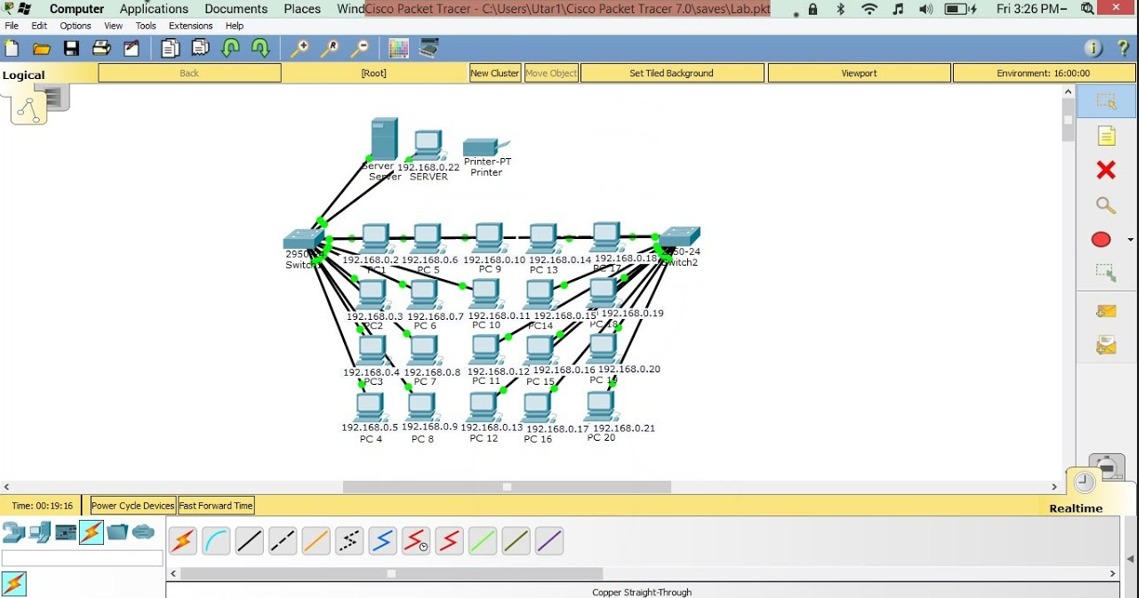 Computer Applications Documents Places Wind Cisco Packet Tracer - C:\Users\Utar1\Cisco Packet Tracer 7.0\saves\Lab.pkt Fri 3:26 PM
File Edit Options View Tools Extensions Help
Logical Back [Root] New Cluster Move Object Set Tiled Background Viewport Environment: 16:00:00
Server 192.168.0.22 Printer-PT
Server SERVER Printer
2950 192.168.0.2 192.168.0.6 192.168.0.10 192.168.0.14 192.168.0.18 50-24
Switch PC1 PC 5 PC 9 PC 13 PC 17 witch2
192.168.0.3 192.168.0.7 192.168.0.11 192.168.0.15 192.168.0.19
PC2 PC 6 PC 10 PC14 PC 18
192.168.0.4 192.168.0.8 192.168.0.12 192.168.0.16 192.168.0.20
PC3 PC 7 PC 11 PC 15 PC 19
192.168.0.5 192.168.0.9 192.168.0.13 192.168.0.17 192.168.0.21
PC 4 PC 8 PC 12 PC 16 PC 20
Time: 00:19:16 Power Cycle Devices Fast Forward Time Realtime
Copper Straight-Through